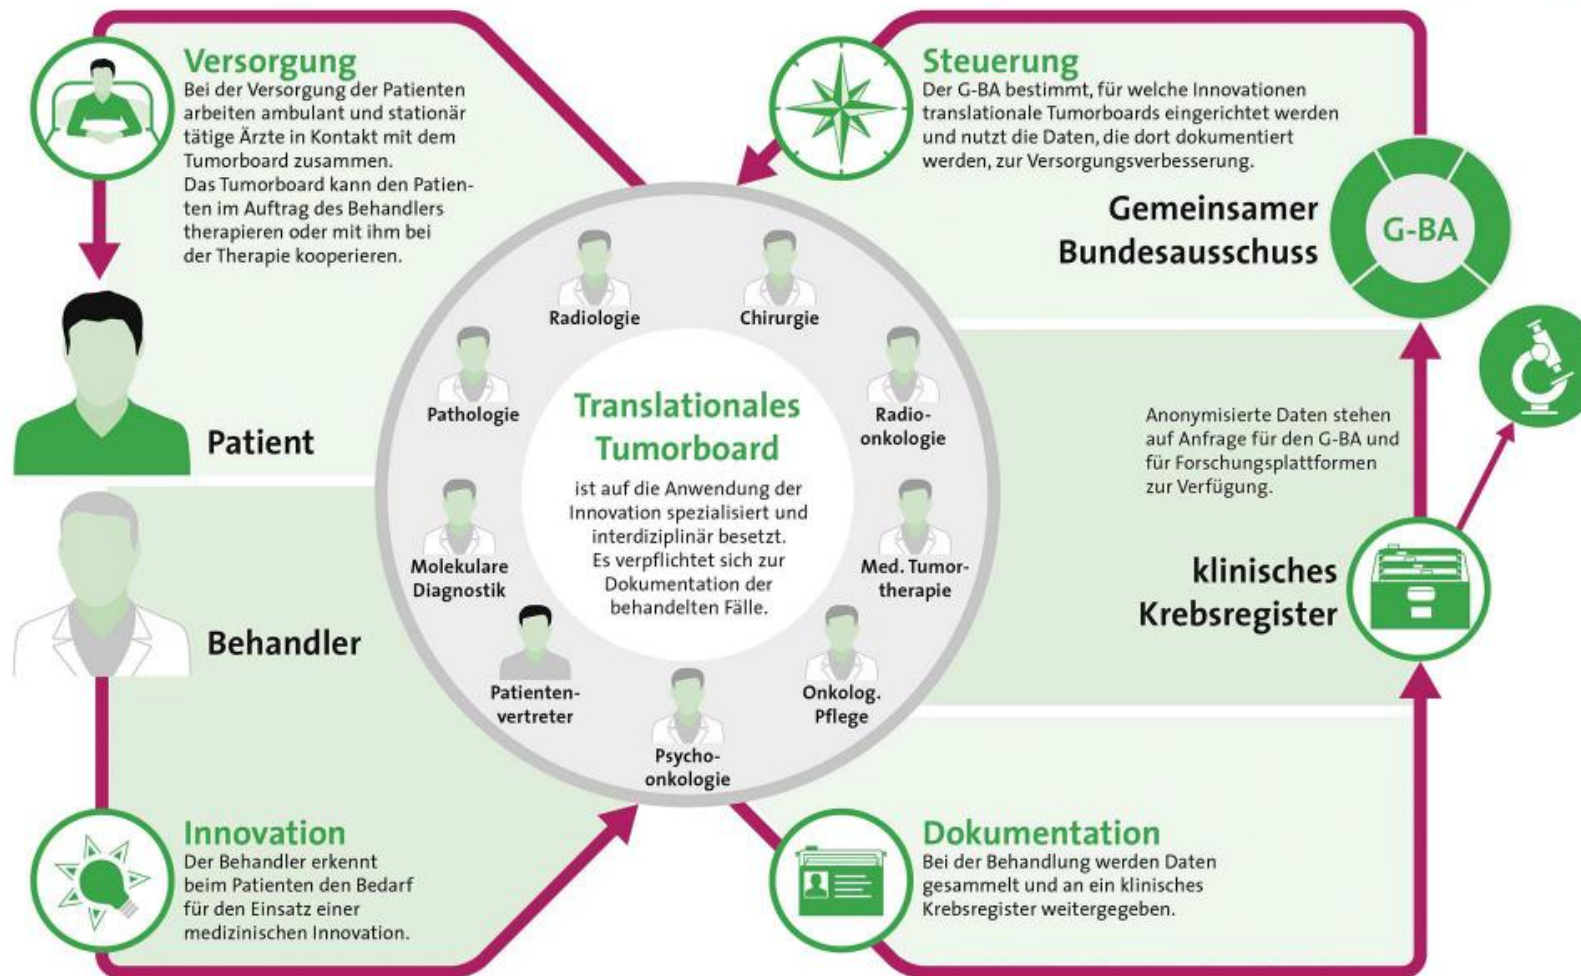 Versorgung
Bei der Versorgung der Patienten
arbeiten ambulant und stationär
tätige Ärzte in Kontakt mit dem
Tumorboard zusammen.
Das Tumorboard kann den Patien-
ten im Auftrag des Behandlers
therapieren oder mit ihm bei
der Therapie kooperieren.
Patient
Behandler
Innovation
Der Behandler erkennt
beim Patienten den Bedarf
für den Einsatz einer
medizinischen Innovation.
Radiologie
Chirurgie
Pathologie
Radio-
onkologie
Molekulare
Diagnostik
Med. Tumor-
therapie
Patienten-
vertreter
Onkolog.
Pflege
Psycho-
onkologie
Translationales
Tumorboard
ist auf die Anwendung der
Innovation spezialisiert und
interdiziplinär besetzt.
Es verpflichtet sich zur
Dokumentation der
behandelten Fälle.
Steuerung
Der G-BA bestimmt, für welche Innovationen
translationale Tumorboards eingerichtet werden
und nutzt die Daten, die dort dokumentiert
werden, zur Versorgungsverbesserung.
Gemeinsamer
Bundesausschuss
G-BA
Anonymisierte Daten stehen
auf Anfrage für den G-BA und
für Forschungsplattformen
zur Verfügung.
klinisches
Krebsregister
Dokumentation
Bei der Behandlung werden Daten
gesammelt und an ein klinisches
Krebsregister weitergegeben.